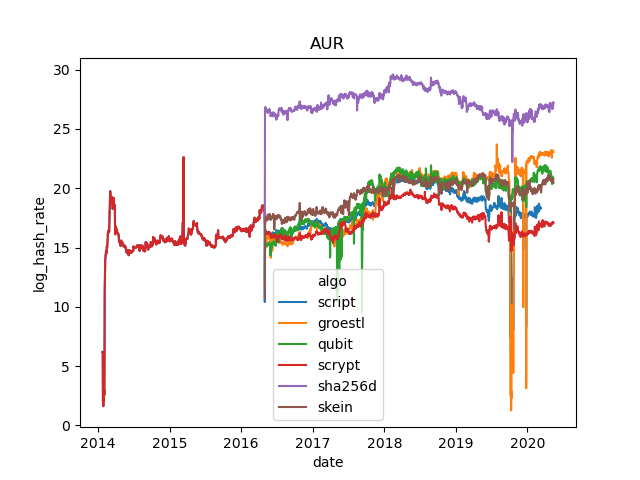 AUR
log_hash_rate
30
25
20
15
10
5
0
algo
script
groestl
qubit
scrypt
sha256d
skein
2014 2015 2016 2017 2018 2019 2020
date